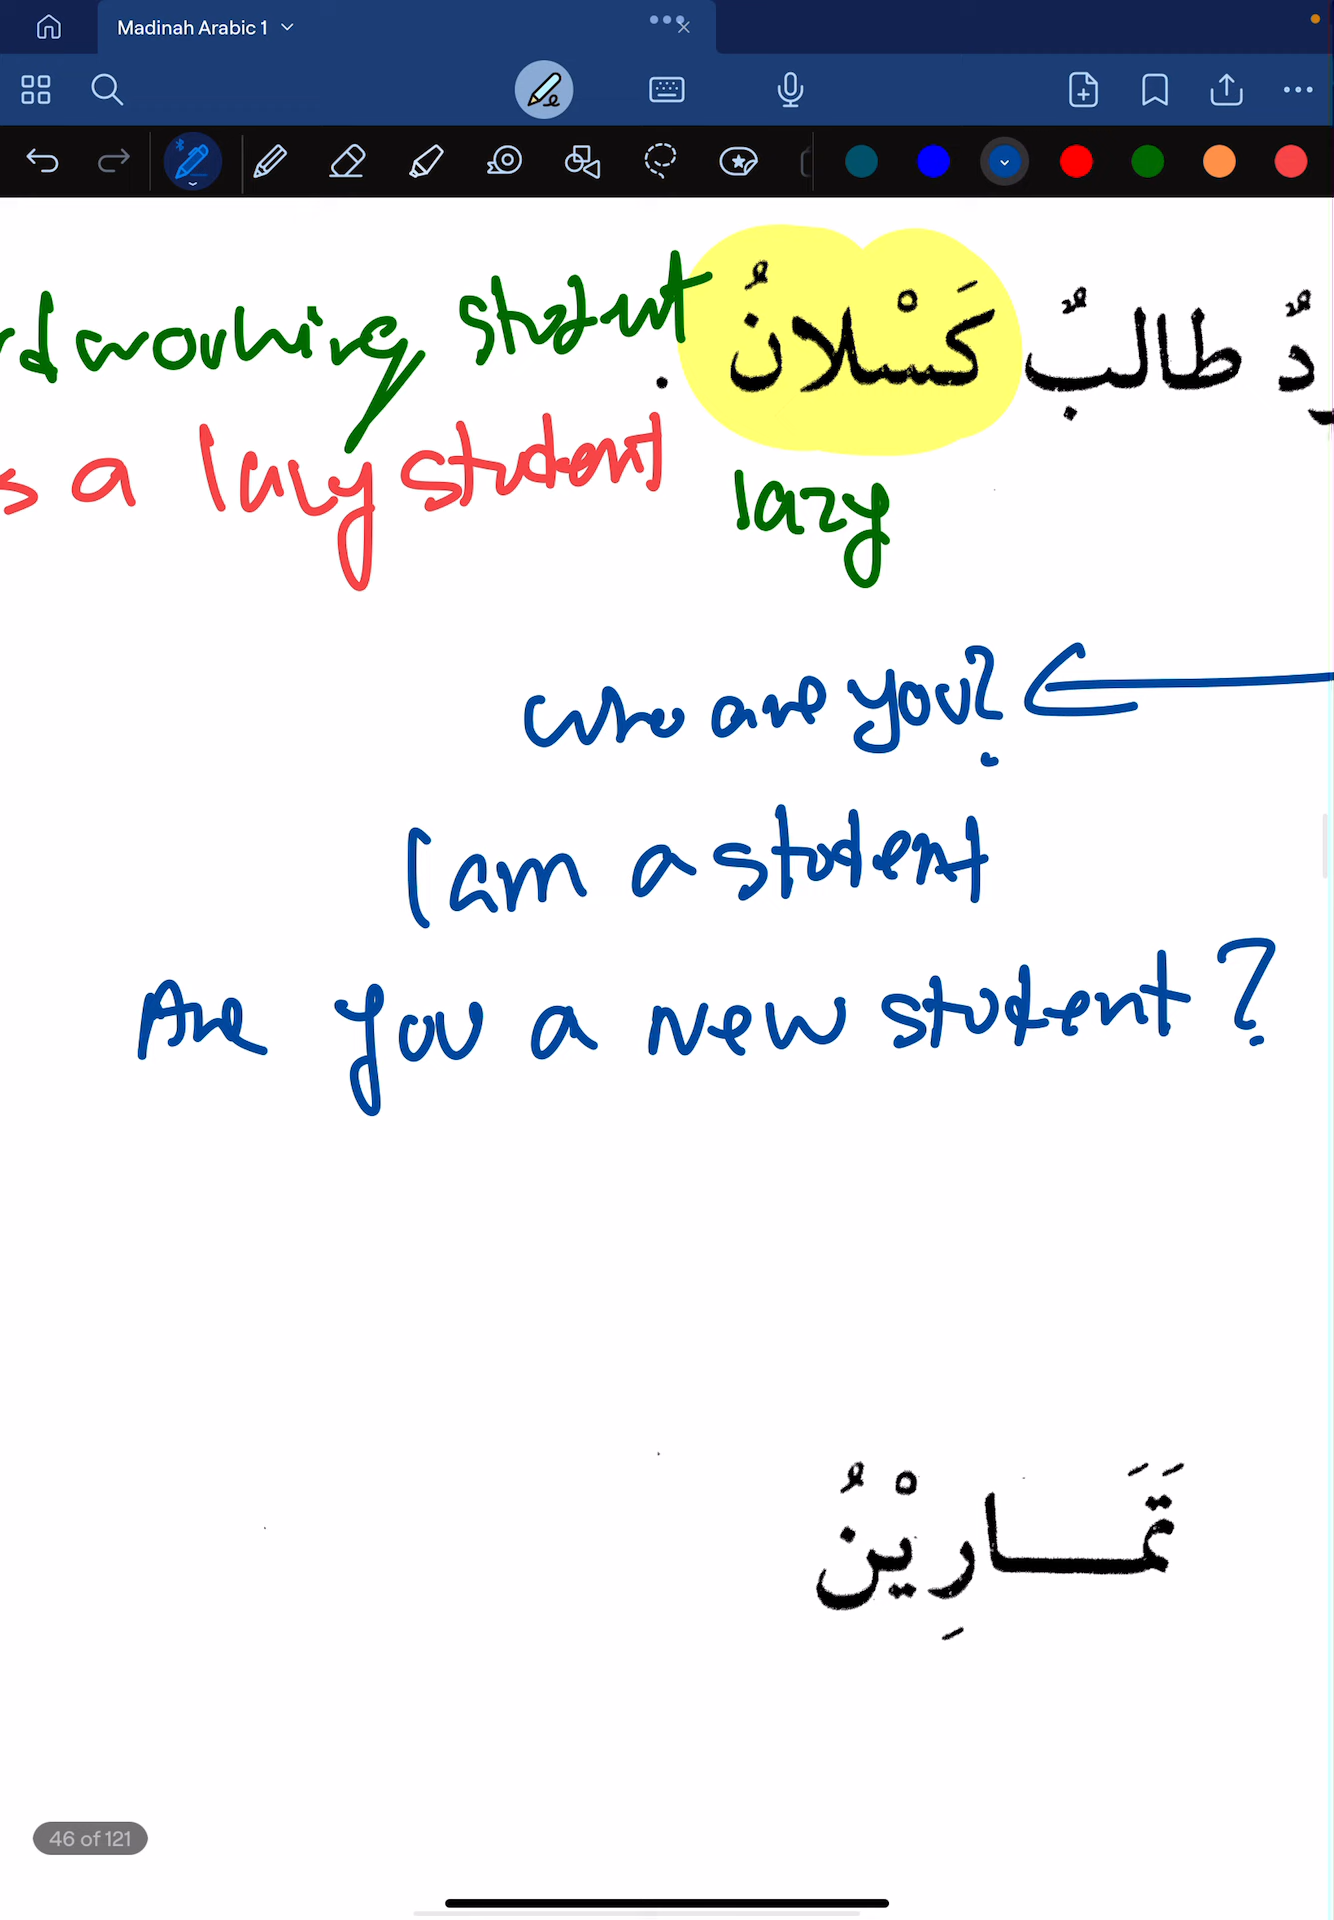 Madinah Arabic 1
دٌ طالبٌ كَسْلانُ .
working student
lazy
s a lazy student
who are you?
I am a student
Are you a new student?
تَمَـــارِيْنُ
46 of 121